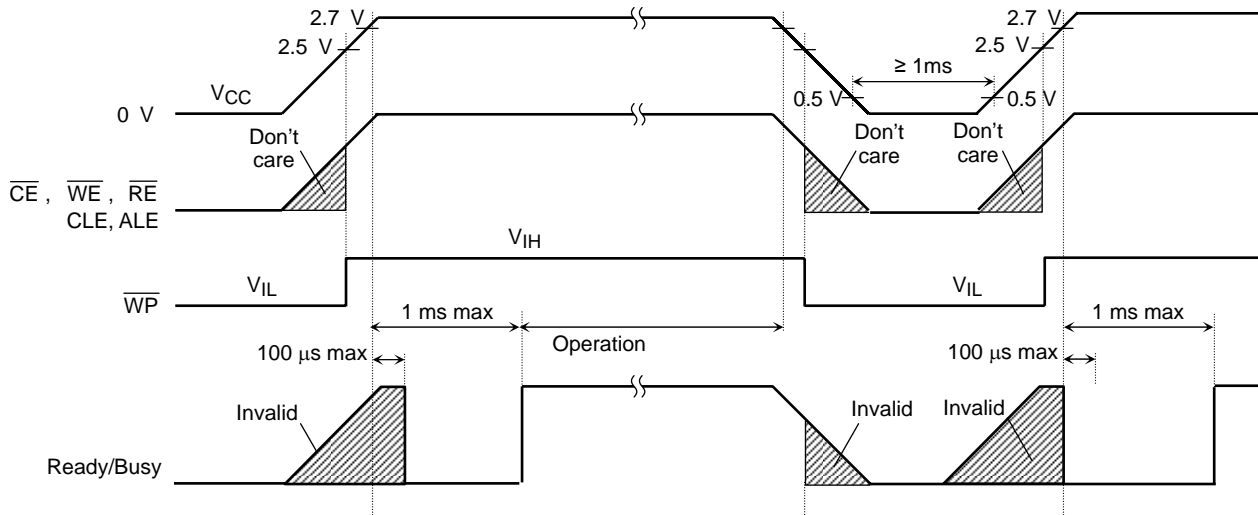 2.7 V
2.5 V
0 V
VCC
≥ 1ms
0.5 V
0.5 V
2.7 V
2.5 V
Don't
care
Don't
care
Don't
care
CE , WE , RE
CLE, ALE
VIH
WP
VIL
VIL
1 ms max
Operation
1 ms max
100 µs max
100 µs max
Invalid
Invalid
Invalid
Ready/Busy